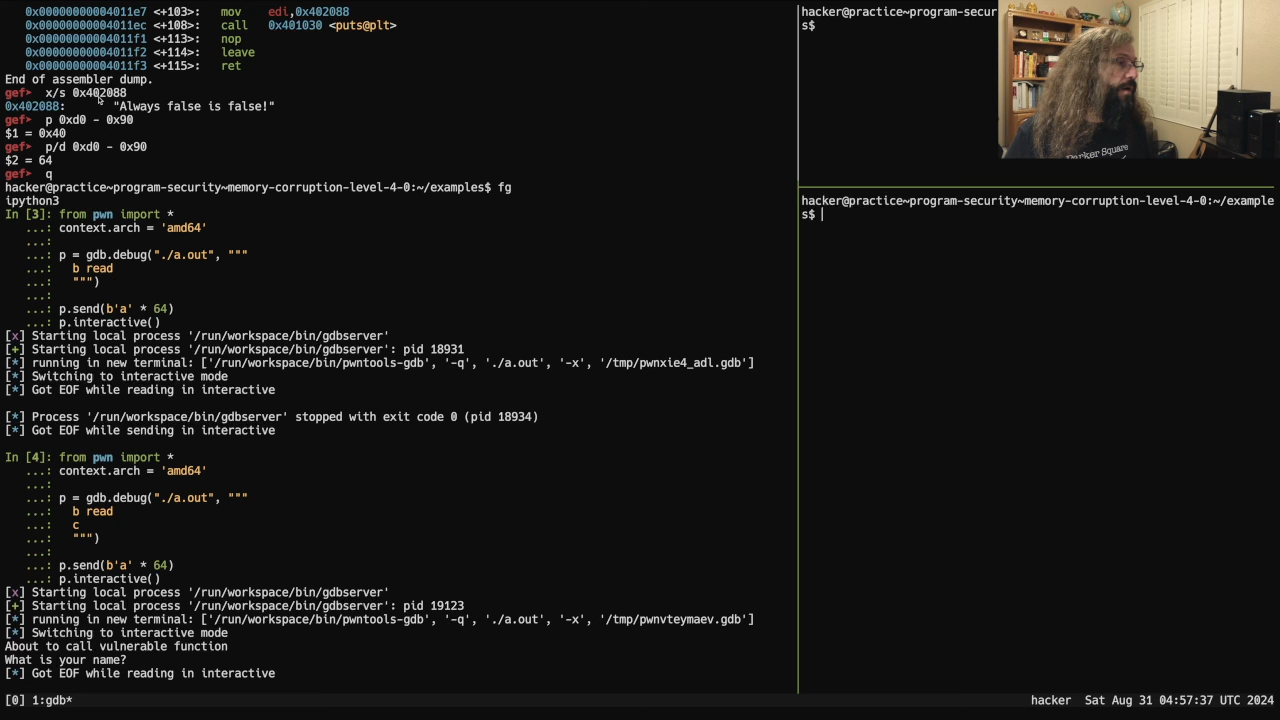 0x00000000004011e7 <+103>: mov edi,0x402088
0x00000000004011ec <+108>: call 0x401030 <puts@plt>
0x00000000004011f1 <+113>: nop
0x00000000004011f2 <+114>: leave
0x00000000004011f3 <+115>: ret
End of assembler dump.
gef➤ x/s 0x402088
0x402088: "Always false is false!"
gef➤ p 0xd0 - 0x90
$1 = 0x40
gef➤ p/d 0xd0 - 0x90
$2 = 64
gef➤ q
hacker@practice~program-security~memory-corruption-level-4-0:~/examples$ fg
ipython3
In [3]: from pwn import *
...: context.arch = 'amd64'
...:
...: p = gdb.debug("./a.out", """
...: b read
...: """)
...:
...: p.send(b'a' * 64)
...: p.interactive()
[x] Starting local process '/run/workspace/bin/gdbserver'
[+] Starting local process '/run/workspace/bin/gdbserver': pid 18931
[*] running in new terminal: ['/run/workspace/bin/pwntools-gdb', '-q', './a.out', '-x', '/tmp/pwnxie4_adl.gdb']
[*] Switching to interactive mode
[*] Got EOF while reading in interactive
[*] Process '/run/workspace/bin/gdbserver' stopped with exit code 0 (pid 18934)
[*] Got EOF while sending in interactive
In [4]: from pwn import *
...: context.arch = 'amd64'
...:
...: p = gdb.debug("./a.out", """
...: b read
...: c
...: """)
...:
...: p.send(b'a' * 64)
...: p.interactive()
[x] Starting local process '/run/workspace/bin/gdbserver'
[+] Starting local process '/run/workspace/bin/gdbserver': pid 19123
[*] running in new terminal: ['/run/workspace/bin/pwntools-gdb', '-q', './a.out', '-x', '/tmp/pwnvteymaev.gdb']
[*] Switching to interactive mode
About to call vulnerable function
What is your name?
[*] Got EOF while reading in interactive
hacker@practice~program-secur
s$
Parker Square
hacker@practice~program-security~memory-corruption-level-4-0:~/example
s$
[0] 1:gdb*
hacker Sat Aug 31 04:57:37 UTC 2024